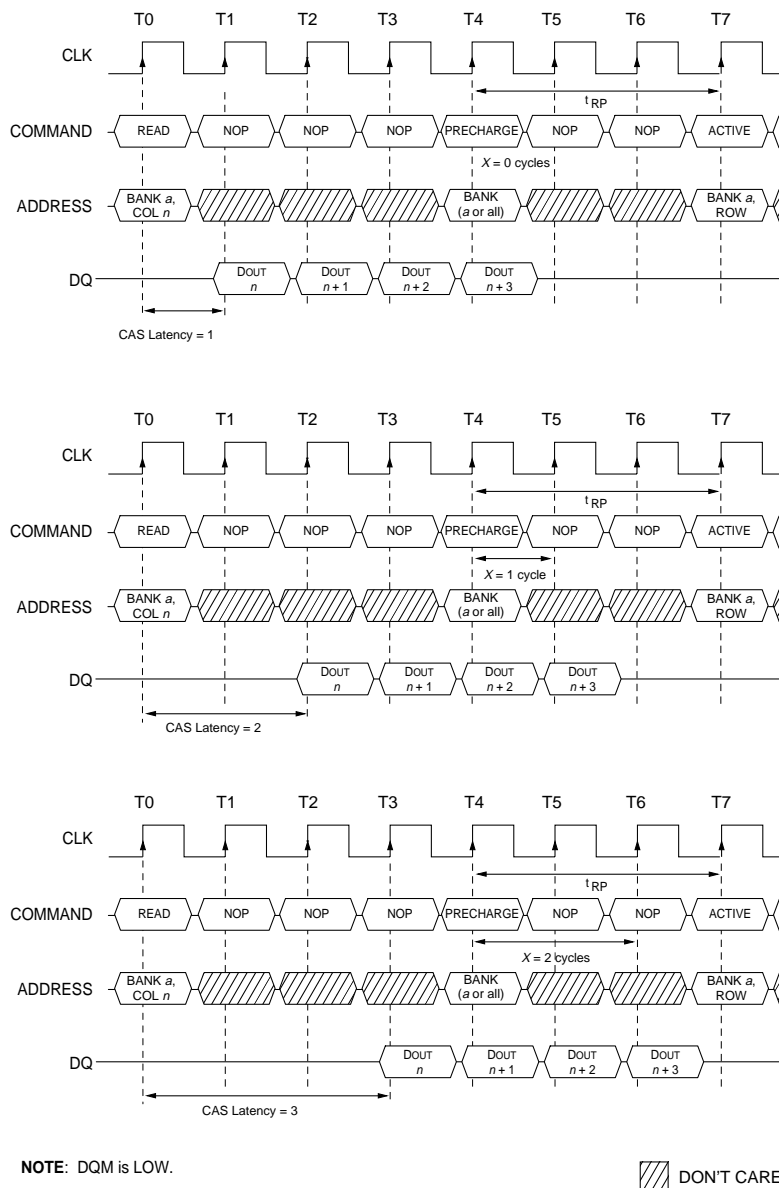 T0 T1 T2 T3 T4 T5 T6 T7
CLK
tRP
COMMAND READ NOP NOP NOP PRECHARGE NOP NOP ACTIVE
X = 0 cycles
ADDRESS BANK a, COL n BANK (a or all) BANK a, ROW
DQ DOUT n DOUT n + 1 DOUT n + 2 DOUT n + 3
CAS Latency = 1
T0 T1 T2 T3 T4 T5 T6 T7
CLK
tRP
COMMAND READ NOP NOP NOP PRECHARGE NOP NOP ACTIVE
X = 1 cycle
ADDRESS BANK a, COL n BANK (a or all) BANK a, ROW
DQ DOUT n DOUT n + 1 DOUT n + 2 DOUT n + 3
CAS Latency = 2
T0 T1 T2 T3 T4 T5 T6 T7
CLK
tRP
COMMAND READ NOP NOP NOP PRECHARGE NOP NOP ACTIVE
X = 2 cycles
ADDRESS BANK a, COL n BANK (a or all) BANK a, ROW
DQ DOUT n DOUT n + 1 DOUT n + 2 DOUT n + 3
CAS Latency = 3
NOTE: DQM is LOW.
DON'T CARE